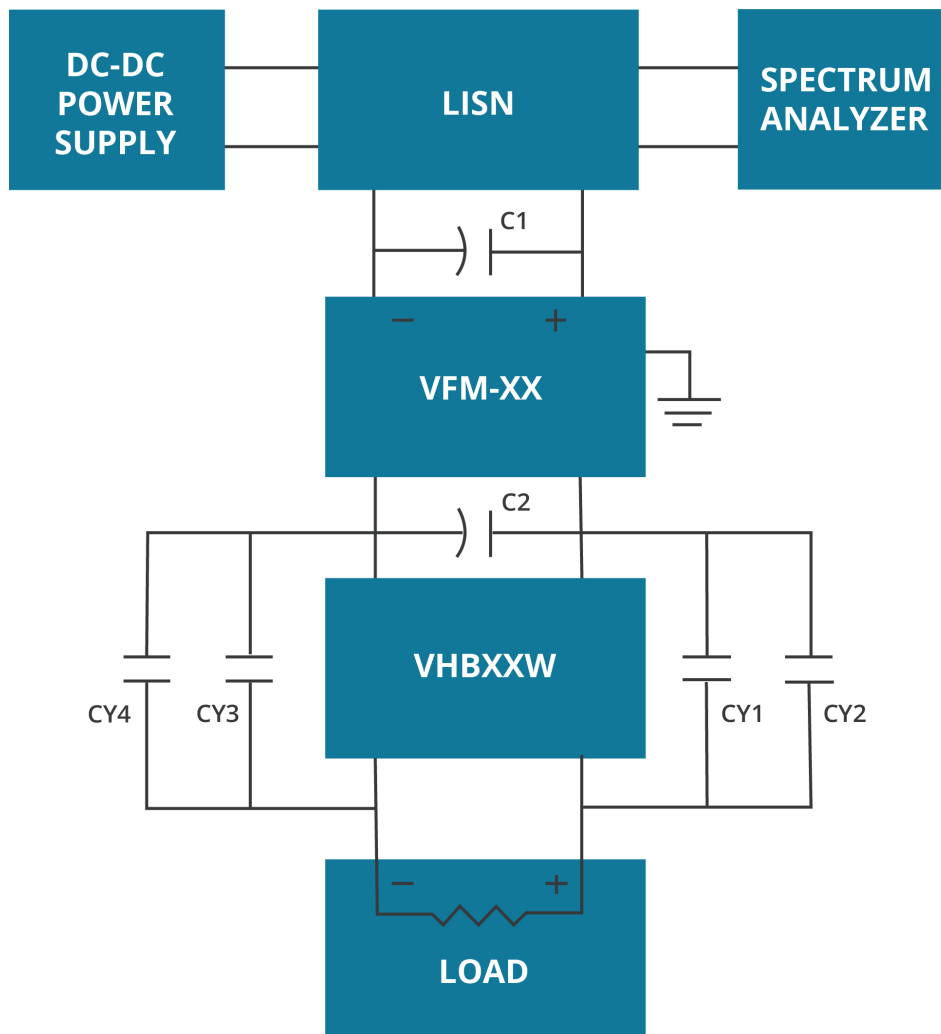 DC-DC
POWER
SUPPLY
LISN
SPECTRUM
ANALYZER
C1
− +
VFM-XX
C2
VHBXXW
CY4
CY3
CY1
CY2
− +
LOAD